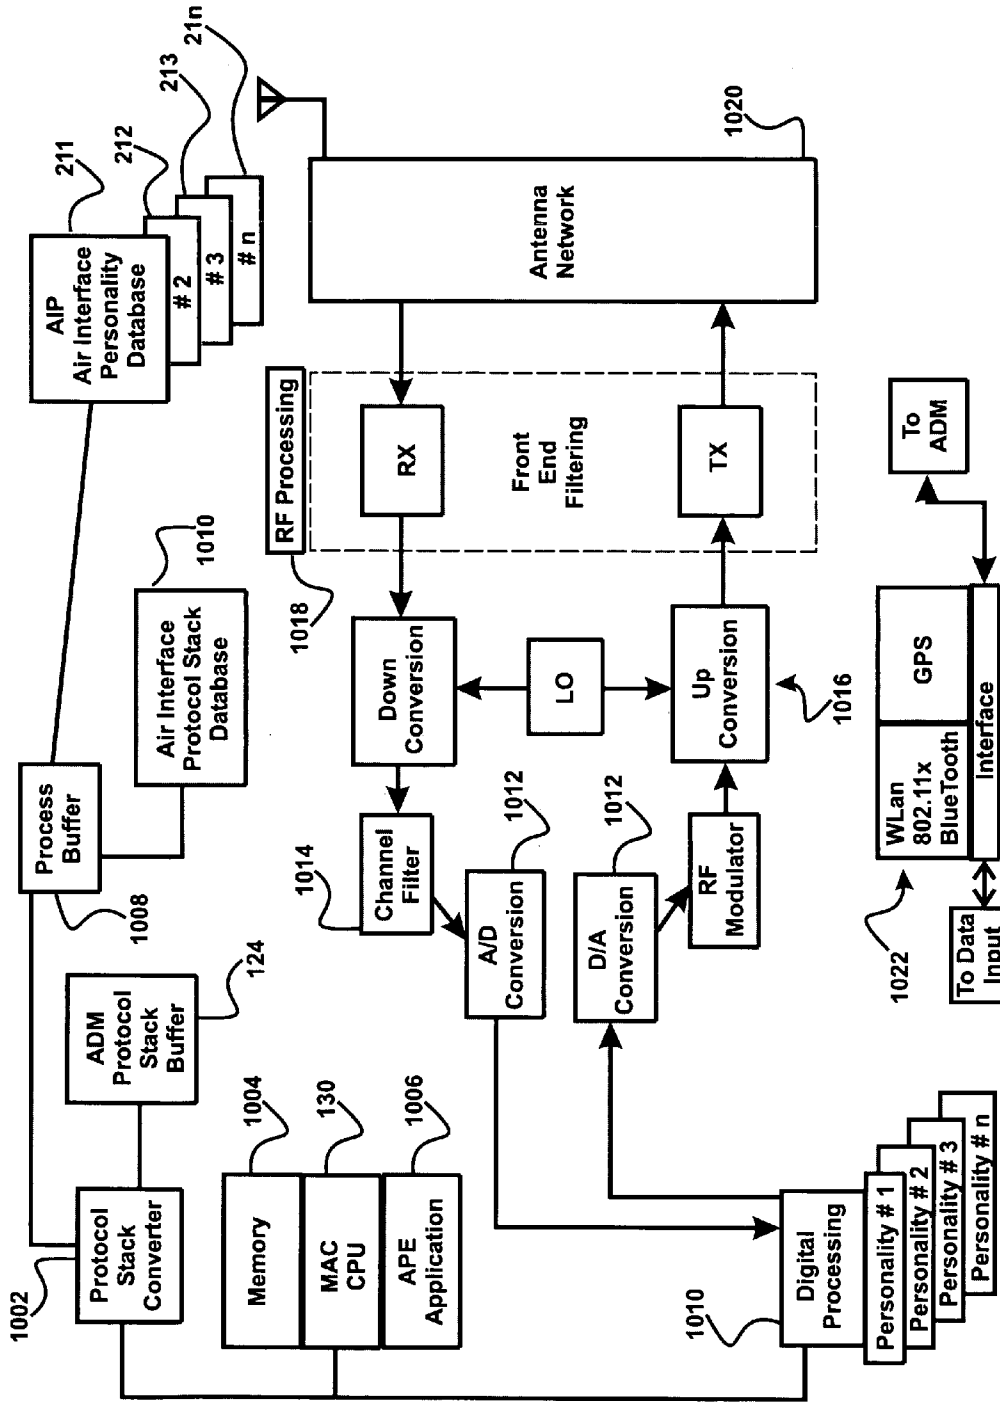 1002
Protocol
Stack
Converter
ADM
Protocol
Stack
Buffer
124
Process
Buffer
1008
Air Interface
Protocol Stack
Database
1010
AIP
Air Interface
Personality
Database
# 2
# 3
# n
211
212
213
21n
Memory
1004
MAC
CPU
130
APE
Application
1006
Channel
Filter
1014
Down
Conversion
RF Processing
1018
RX
Front
End
Filtering
TX
Antenna
Network
1020
A/D
Conversion
1012
LO
D/A
Conversion
1012
RF
Modulator
Up
Conversion
1016
1010
Digital
Processing
Personality # 1
Personality # 2
Personality # 3
Personality # n
1022
WLan
802.11x
BlueTooth
GPS
Interface
To Data
Input
To
ADM